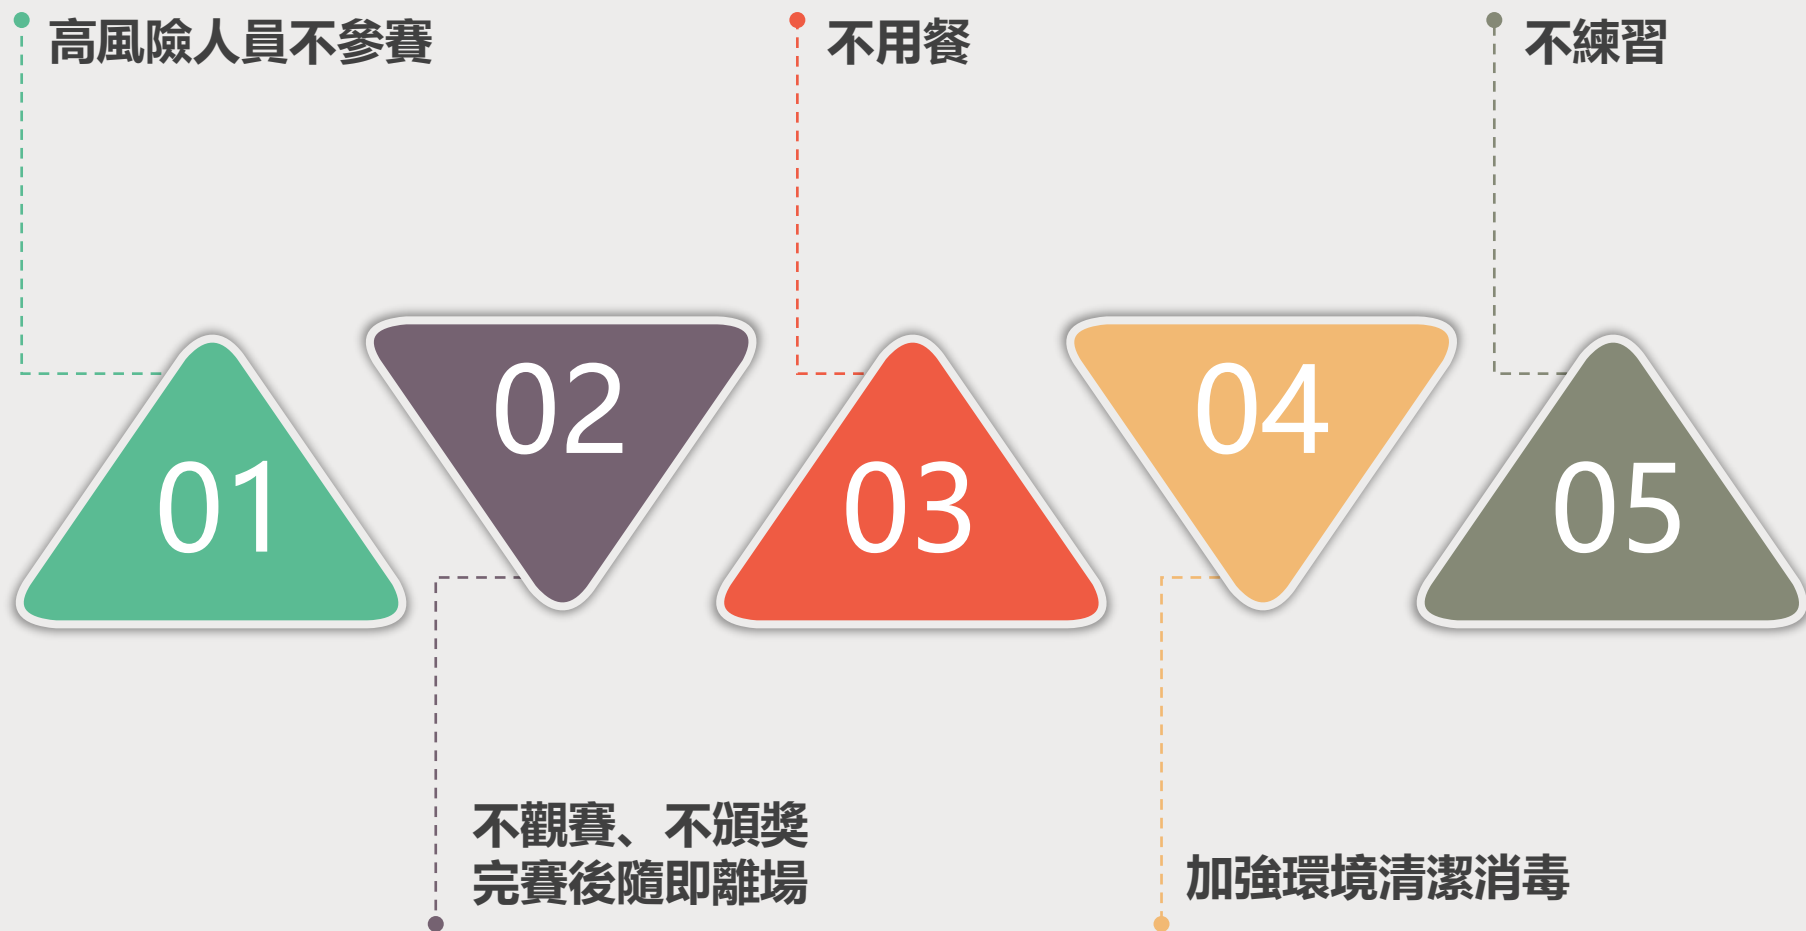 高風險人員不參賽
不用餐
不練習
01
02
03
04
05
不觀賽、不頒獎
完賽後隨即離場
加強環境清潔消毒